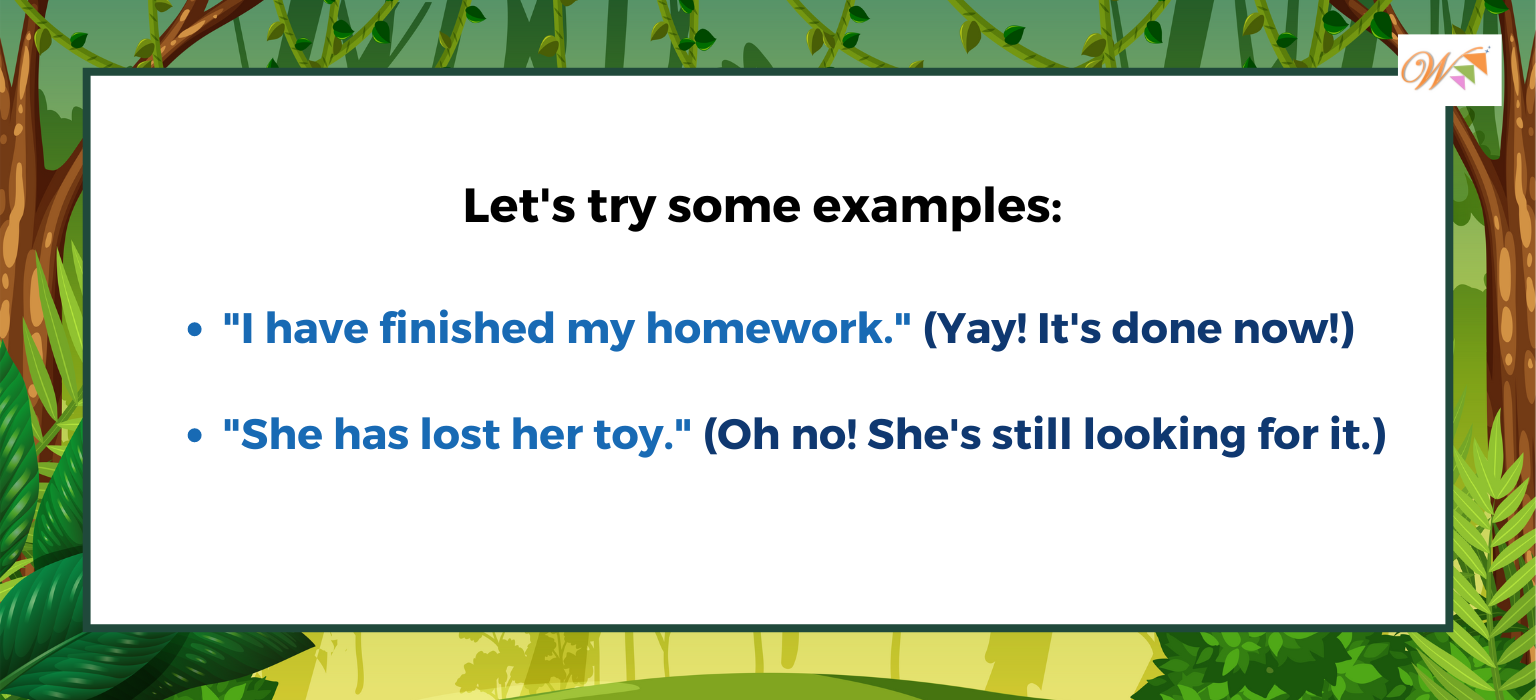 W
Let's try some examples:
• "I have finished my homework." (Yay! It's done now!)
• "She has lost her toy." (Oh no! She's still looking for it.)